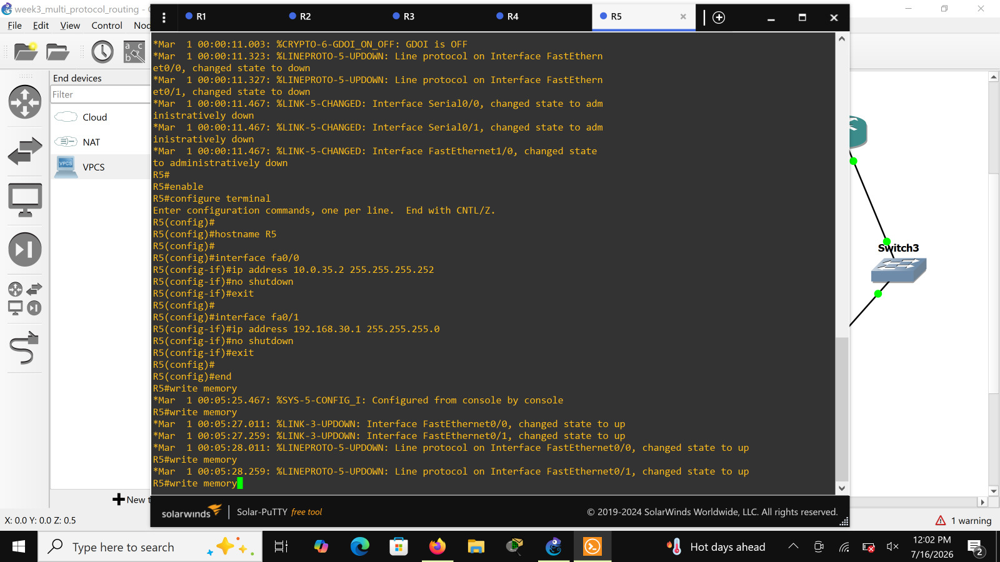 week3_multi_protocol_routing - G
File Edit View Control Nod
R1 R2 R3 R4 R5
End devices
Filter
Cloud
NAT
VPCS
VPCS
*Mar  1 00:00:11.003: %CRYPTO-6-GDOI_ON_OFF: GDOI is OFF
*Mar  1 00:00:11.323: %LINEPROTO-5-UPDOWN: Line protocol on Interface FastEthern
et0/0, changed state to down
*Mar  1 00:00:11.327: %LINEPROTO-5-UPDOWN: Line protocol on Interface FastEthern
et0/1, changed state to down
*Mar  1 00:00:11.467: %LINK-5-CHANGED: Interface Serial0/0, changed state to adm
inistratively down
*Mar  1 00:00:11.467: %LINK-5-CHANGED: Interface Serial0/1, changed state to adm
inistratively down
*Mar  1 00:00:11.467: %LINK-5-CHANGED: Interface FastEthernet1/0, changed state
to administratively down
R5#
R5#enable
R5#configure terminal
Enter configuration commands, one per line.  End with CNTL/Z.
R5(config)#
R5(config)#hostname R5
R5(config)#
R5(config)#interface fa0/0
R5(config-if)#ip address 10.0.35.2 255.255.255.252
R5(config-if)#no shutdown
R5(config-if)#exit
R5(config)#
R5(config)#interface fa0/1
R5(config-if)#ip address 192.168.30.1 255.255.255.0
R5(config-if)#no shutdown
R5(config-if)#exit
R5(config)#
R5(config)#end
R5#write memory
*Mar  1 00:05:25.467: %SYS-5-CONFIG_I: Configured from console by console
R5#write memory
*Mar  1 00:05:27.011: %LINK-3-UPDOWN: Interface FastEthernet0/0, changed state to up
*Mar  1 00:05:27.259: %LINK-3-UPDOWN: Interface FastEthernet0/1, changed state to up
*Mar  1 00:05:28.011: %LINEPROTO-5-UPDOWN: Line protocol on Interface FastEthernet0/0, changed state to up
R5#write memory
*Mar  1 00:05:28.259: %LINEPROTO-5-UPDOWN: Line protocol on Interface FastEthernet0/1, changed state to up
R5#write memory
Switch3
New t
solarwinds Solar-PuTTY free tool © 2019-2024 SolarWinds Worldwide, LLC. All rights reserved.
X: 0.0 Y: 0.0 Z: 0.5
1 warning
Type here to search
Hot days ahead
12:02 PM
7/16/2026
2